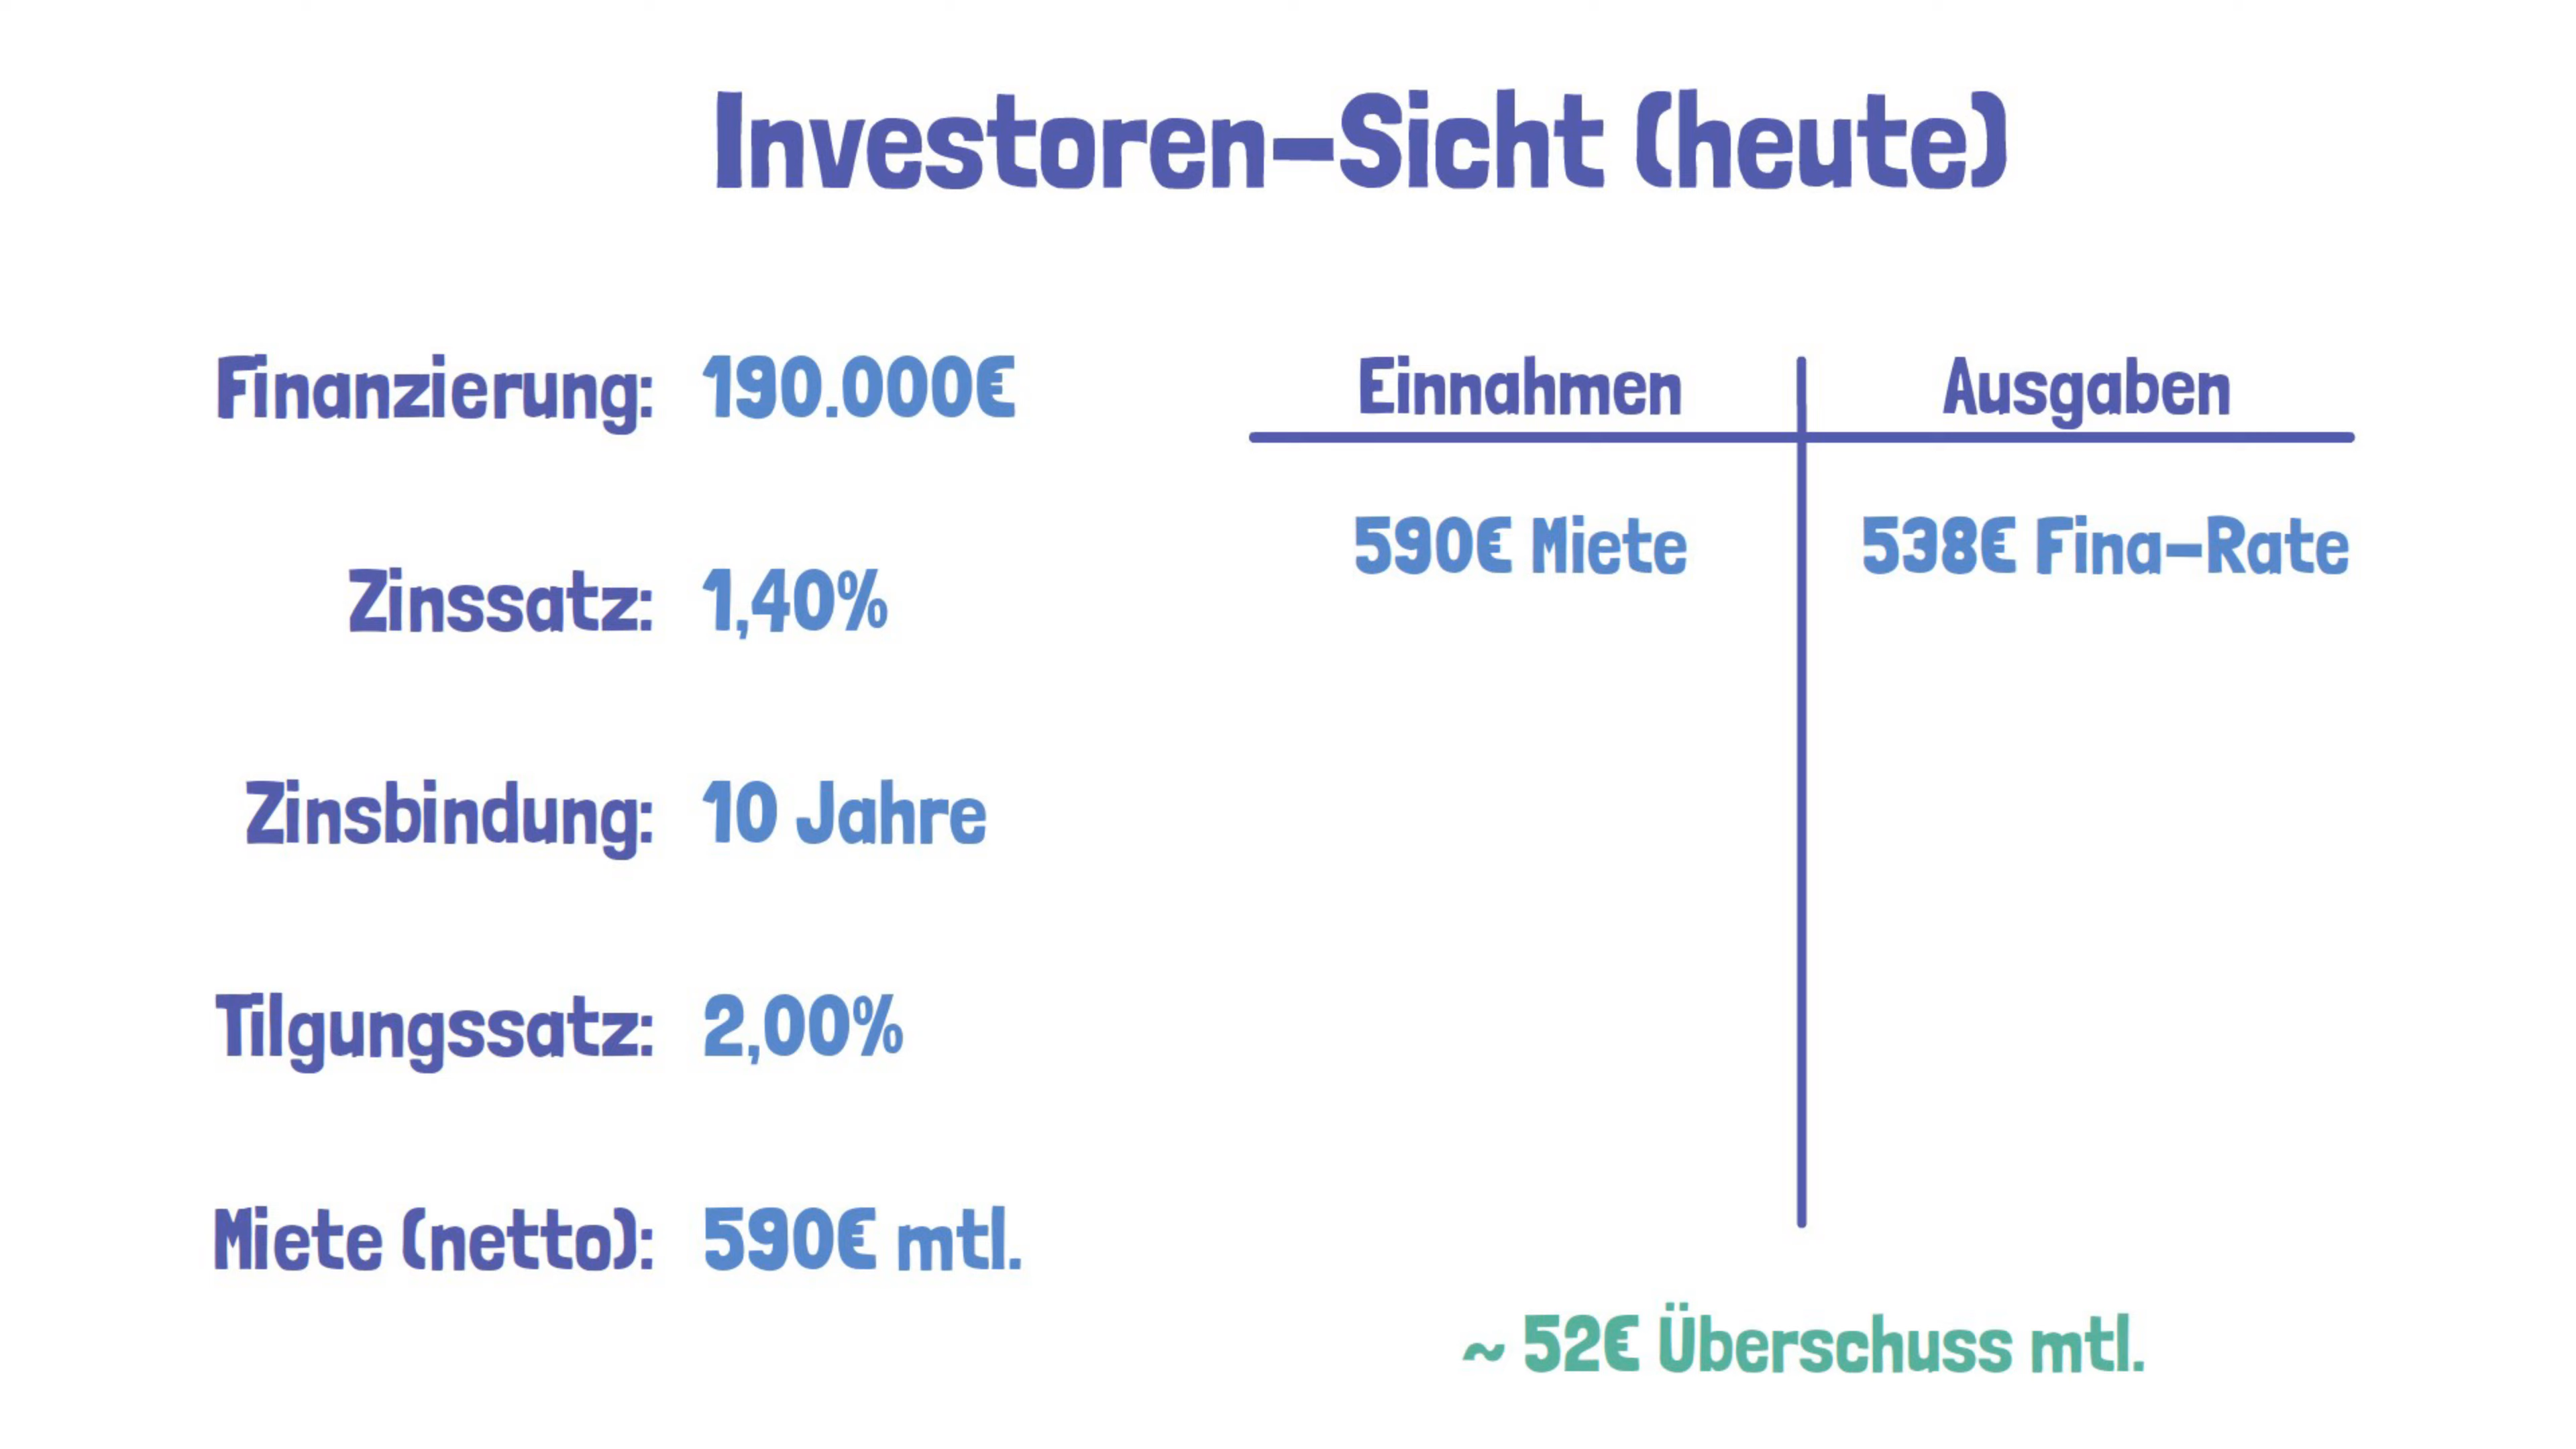 Investoren-Sicht (heute)
Finanzierung: 190.000€
Zinssatz: 1,40%
Zinsbindung: 10 Jahre
Tilgungssatz: 2,00%
Miete (netto): 590€ mtl.
Einnahmen Ausgaben
590€ Miete 538€ Fina-Rate
~ 52€ Überschuss mtl.